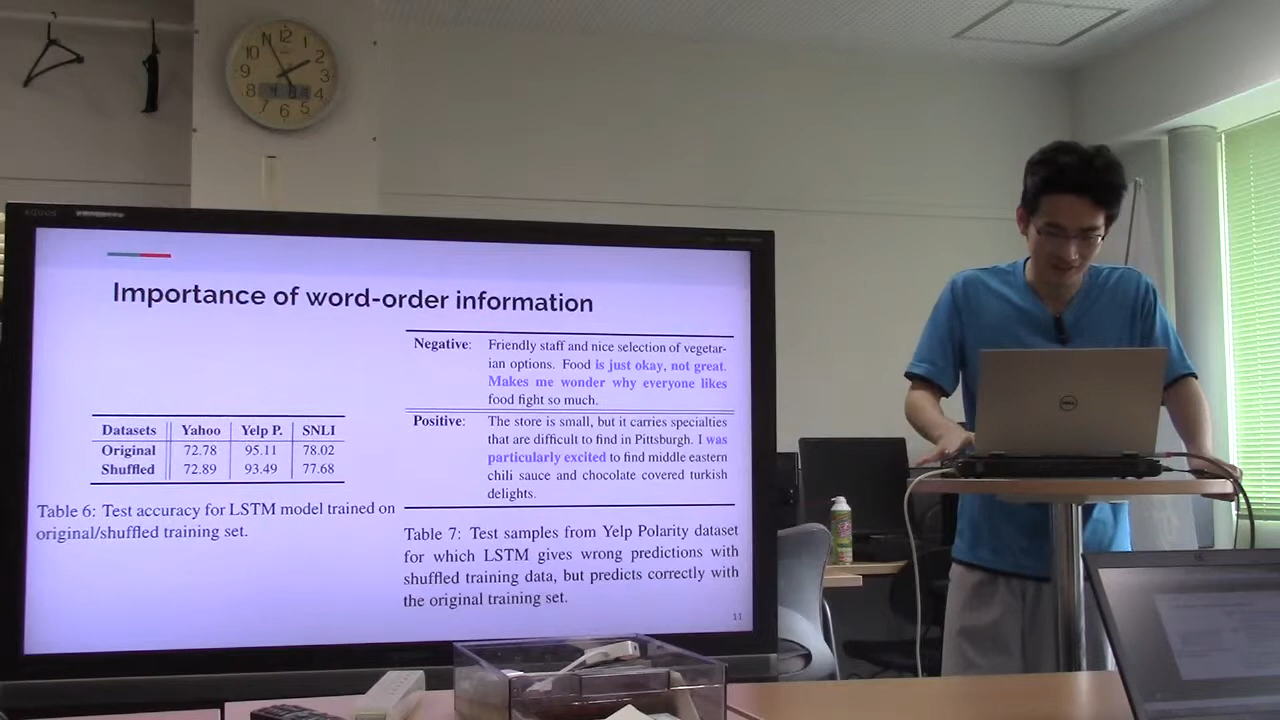 12
1
2
3
4
5
6
7
8
9
10
AQUOS
Importance of word-order information
Datasets Yahoo Yelp P. SNLI
Original 72.78 95.11 78.02
Shuffled 72.89 93.49 77.68
Table 6: Test accuracy for LSTM model trained on
original/shuffled training set.
Negative: Friendly staff and nice selection of vegetar-
ian options. Food is just okay, not great.
Makes me wonder why everyone likes
food fight so much.
Positive: The store is small, but it carries specialties
that are difficult to find in Pittsburgh. I was
particularly excited to find middle eastern
chili sauce and chocolate covered turkish
delights.
Table 7: Test samples from Yelp Polarity dataset
for which LSTM gives wrong predictions with
shuffled training data, but predicts correctly with
the original training set.
11
DELL